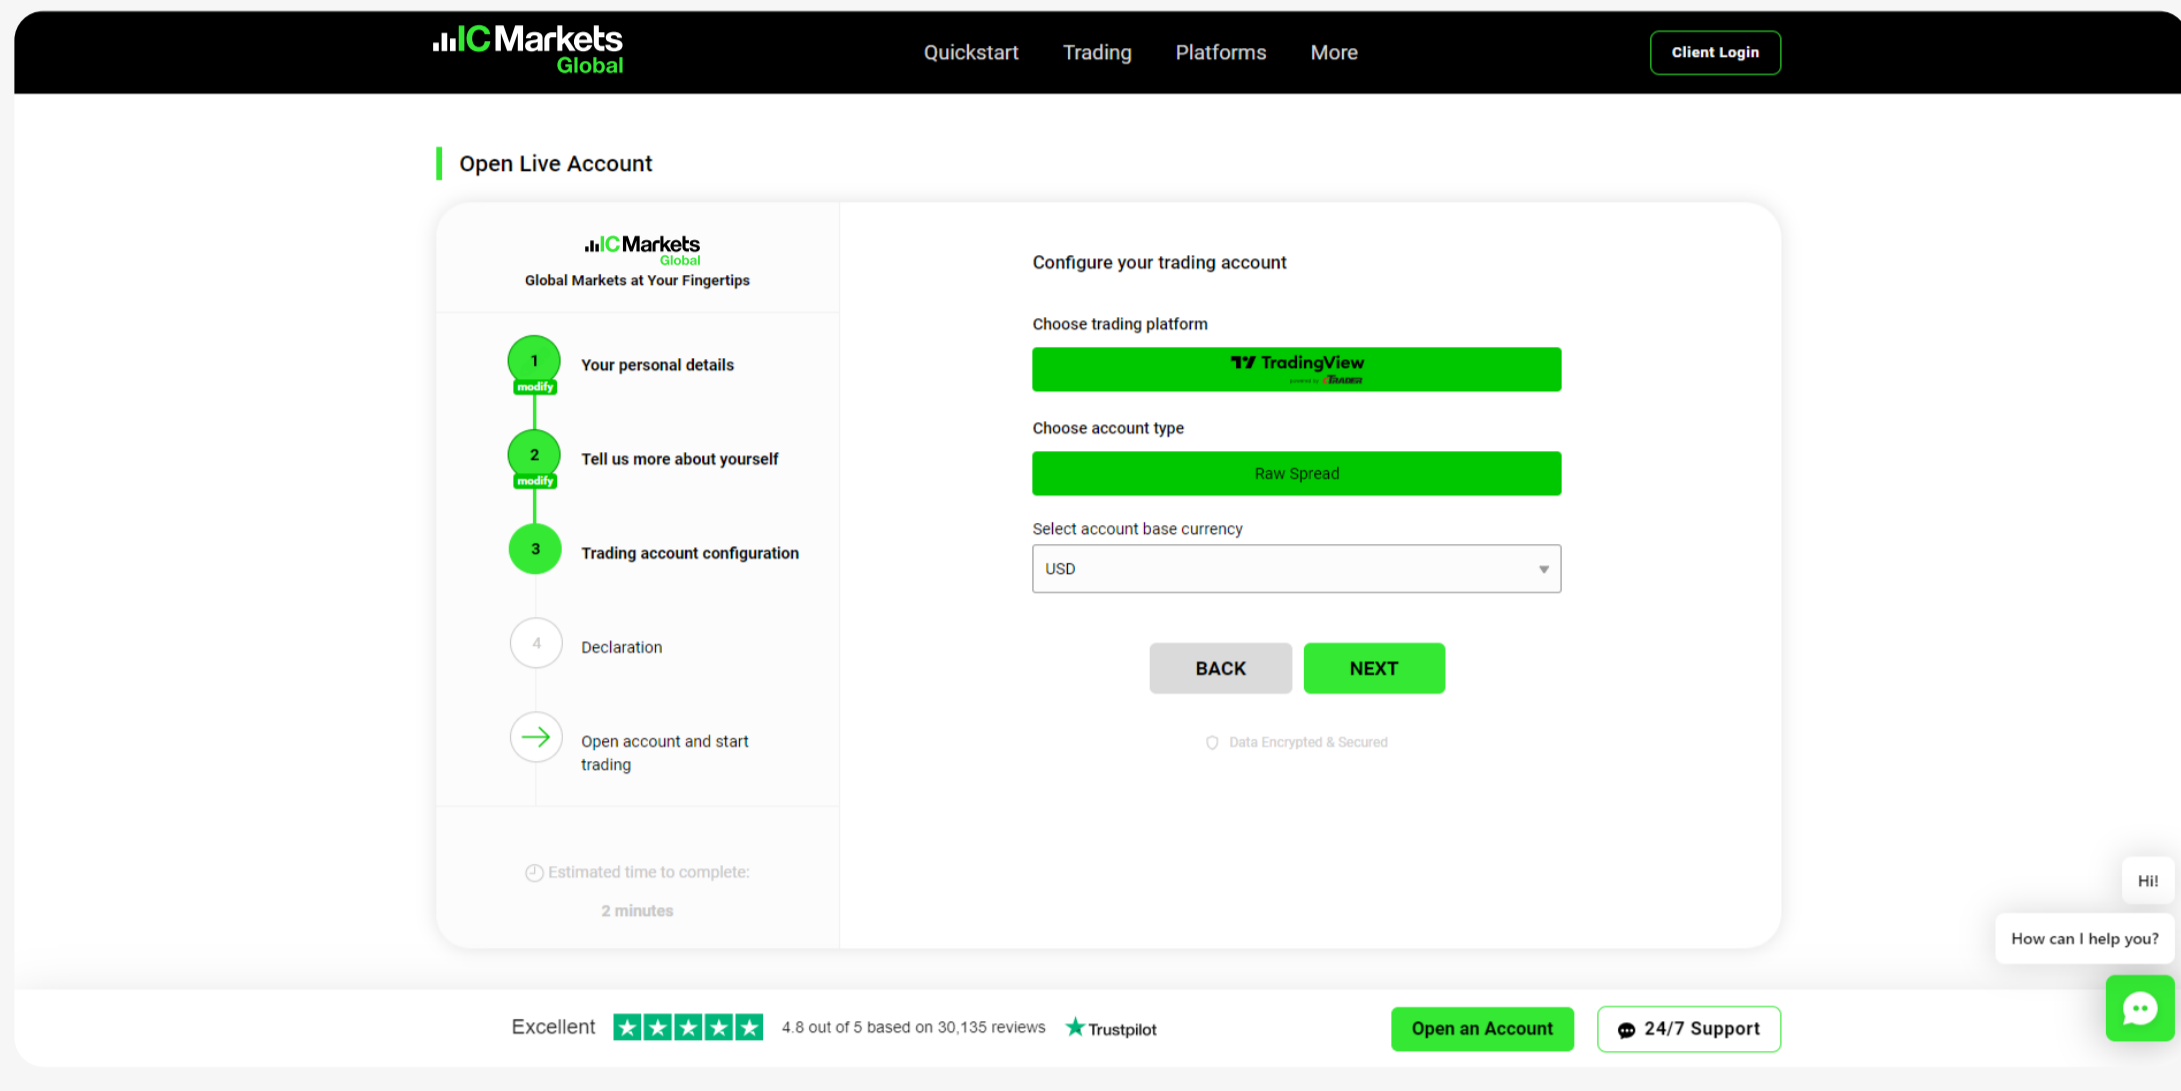 IC Markets
Global
Quickstart
Trading
Platforms
More
Client Login
Open Live Account
IC Markets
Global
Global Markets at Your Fingertips
1
modify
Your personal details
2
modify
Tell us more about yourself
3
Trading account configuration
4
Declaration
Open account and start
trading
Estimated time to complete:
2 minutes
Configure your trading account
Choose trading platform
TradingView
powered by cTRADER
Choose account type
Raw Spread
Select account base currency
USD
BACK
NEXT
Data Encrypted & Secured
Hi!
How can I help you?
Excellent
4.8 out of 5 based on 30,135 reviews
Trustpilot
Open an Account
24/7 Support